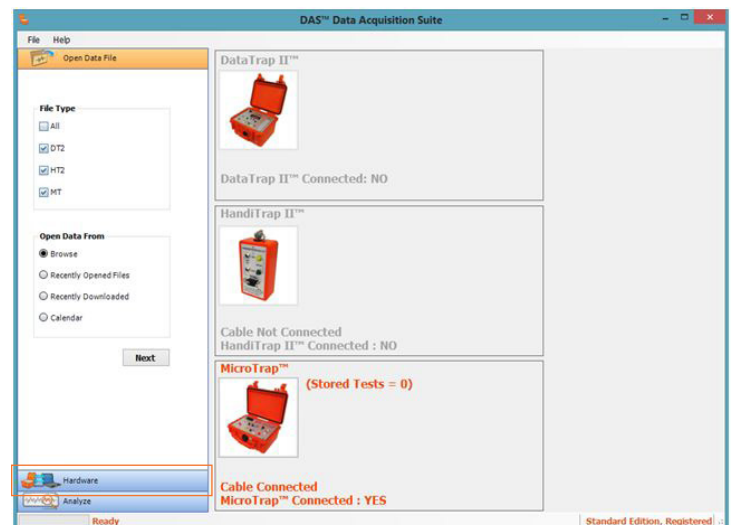 DAS™ Data Acquisition Suite
File Help
Open Data File
File Type
All
DT2
HT2
MT
Open Data From
Browse
Recently Opened Files
Recently Downloaded
Calendar
Next
Hardware
Analyze
DataTrap II™
DataTrap II™ Connected: NO
HandiTrap II™
Cable Not Connected
HandiTrap II™ Connected : NO
MicroTrap™
(Stored Tests = 0)
Cable Connected
MicroTrap™ Connected : YES
Ready
Standard Edition, Registered